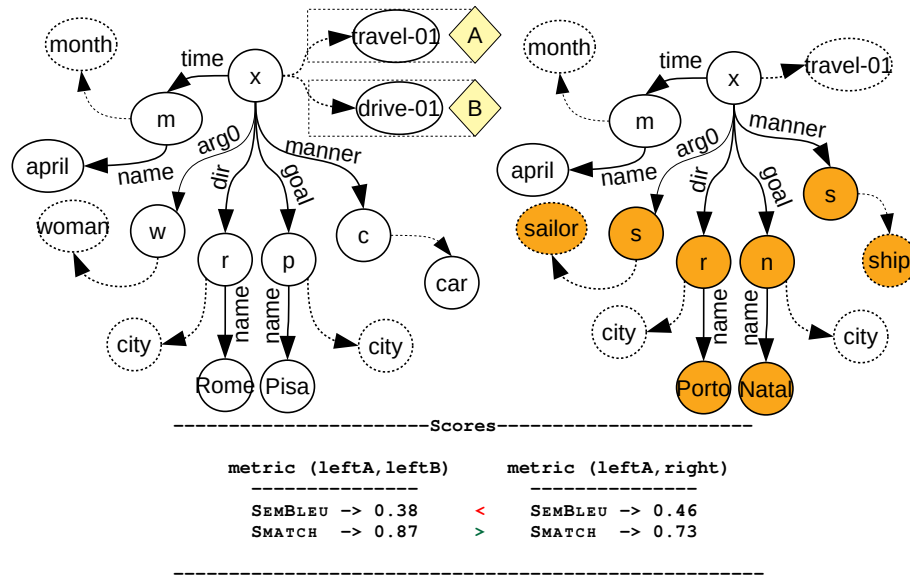 month
time
x
travel-01
A
drive-01
B
m
april
name
arg0
dir
goal
manner
woman
w
r
p
c
car
city
name
name
city
Rome
Pisa
month
time
x
travel-01
m
april
name
arg0
dir
goal
manner
s
sailor
s
r
n
ship
city
name
name
city
Porto
Natal
-----------------------Scores-----------------------
metric (leftA,leftB) metric (leftA,right)
--------------- ---------------
SEMBLEU -> 0.38 < SEMBLEU -> 0.46
SMATCH -> 0.87 > SMATCH -> 0.73
-----------------------------------------------------